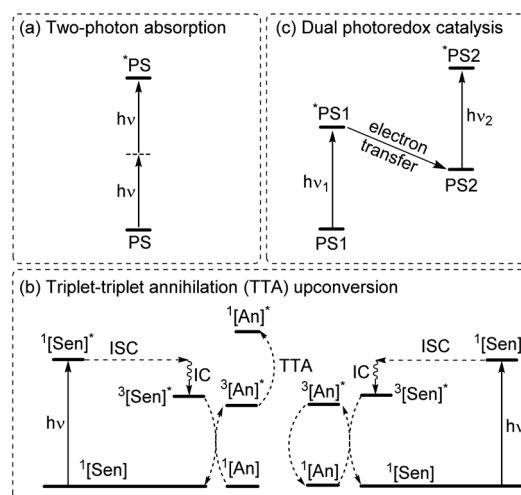 (a) Two-photon absorption
*PS
hν
hν
PS
(c) Dual photoredox catalysis
*PS2
*PS1
electron transfer
hν₂
hν₁
PS2
PS1
(b) Triplet-triplet annihilation (TTA) upconversion
¹[An]*
¹[Sen]*
ISC
TTA
ISC
¹[Sen]*
IC
IC
³[Sen]*
³[An]*
³[An]*
³[Sen]*
hν
hν
¹[Sen]
¹[An]
¹[An]
¹[Sen]